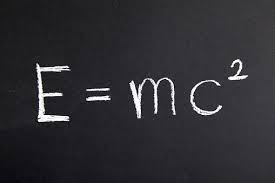 E = mc²